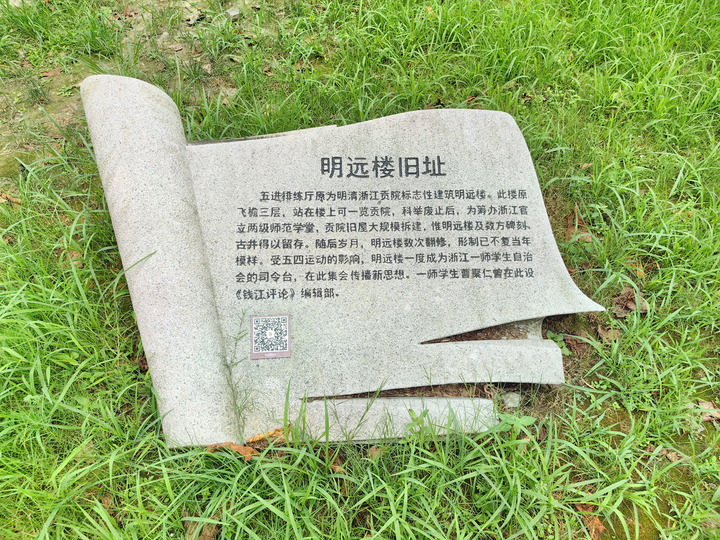 明远楼旧址
五进排练厅原为明清浙江贡院标志性建筑明远楼。此楼原
飞檐三层，站在楼上可一览贡院，科举废止后，为筹办浙江官
立两级师范学堂，贡院旧屋大规模拆建，惟明远楼及数方碑刻、
古井得以留存。随后岁月，明远楼数次翻修，形制已不复当年
模样。受五四运动的影响，明远楼一度成为浙江一师学生自治
会的司令台，在此集会传播新思想。一师学生曹聚仁曾在此设
《钱江评论》编辑部。